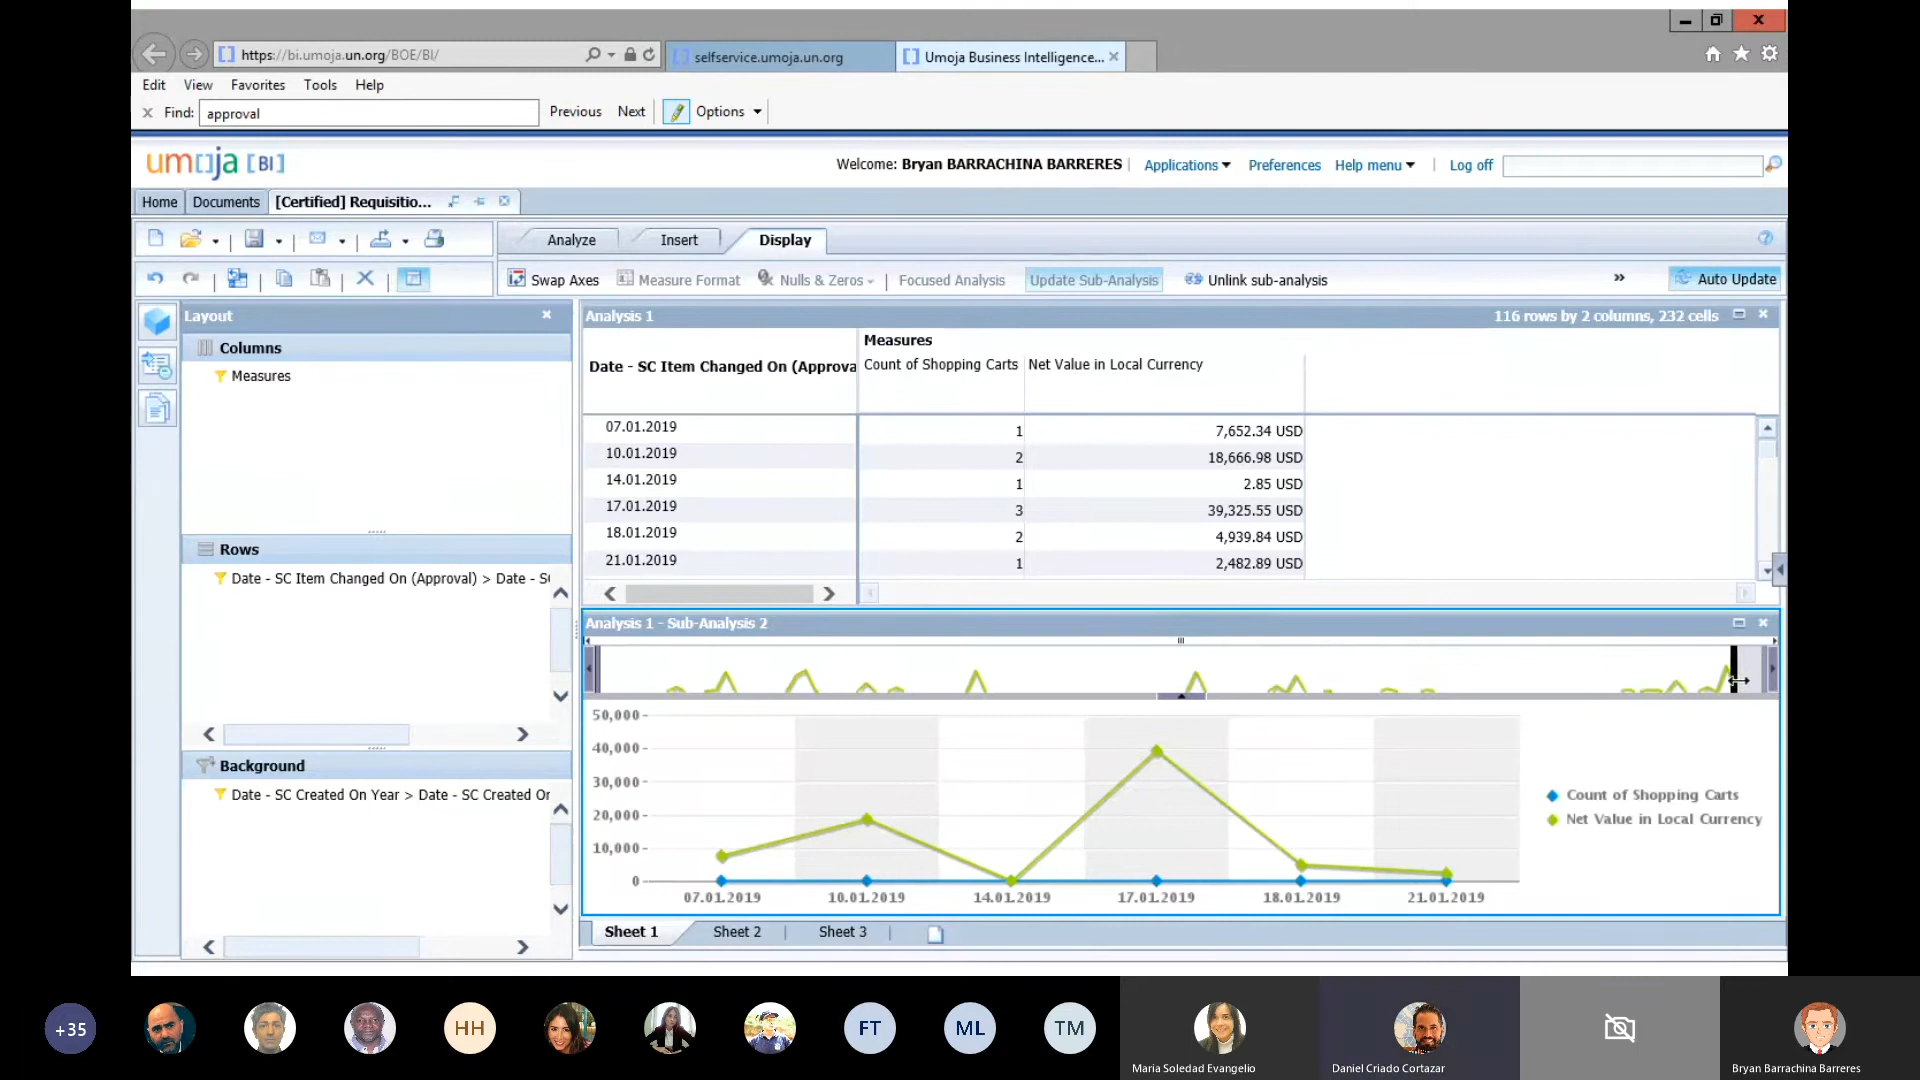 https://bi.umoja.un.org/BOE/BI/
selfservice.umoja.un.org
Umoja Business Intelligence...
Edit View Favorites Tools Help
Find: approval Previous Next Options
umoja [BI]
Welcome: Bryan BARRACHINA BARRERES Applications Preferences Help menu Log off
Home Documents [Certified] Requisitio...
Analyze Insert Display
Swap Axes Measure Format Nulls & Zeros Focused Analysis Update Sub-Analysis Unlink sub-analysis » Auto Update
Layout
Columns
Measures
Rows
Date - SC Item Changed On (Approval) > Date - S
Background
Date - SC Created On Year > Date - SC Created Or
Analysis 1 116 rows by 2 columns, 232 cells
Measures
Date - SC Item Changed On (Approva Count of Shopping Carts Net Value in Local Currency
07.01.2019 1 7,652.34 USD
10.01.2019 2 18,666.98 USD
14.01.2019 1 2.85 USD
17.01.2019 3 39,325.55 USD
18.01.2019 2 4,939.84 USD
21.01.2019 1 2,482.89 USD
Analysis 1 - Sub-Analysis 2
50,000
40,000
30,000
20,000
10,000
0
07.01.2019 10.01.2019 14.01.2019 17.01.2019 18.01.2019 21.01.2019
Count of Shopping Carts
Net Value in Local Currency
Sheet 1 Sheet 2 Sheet 3
+35 HH FT ML TM
Maria Soledad Evangelio Daniel Criado Cortazar Bryan Barrachina Barreres